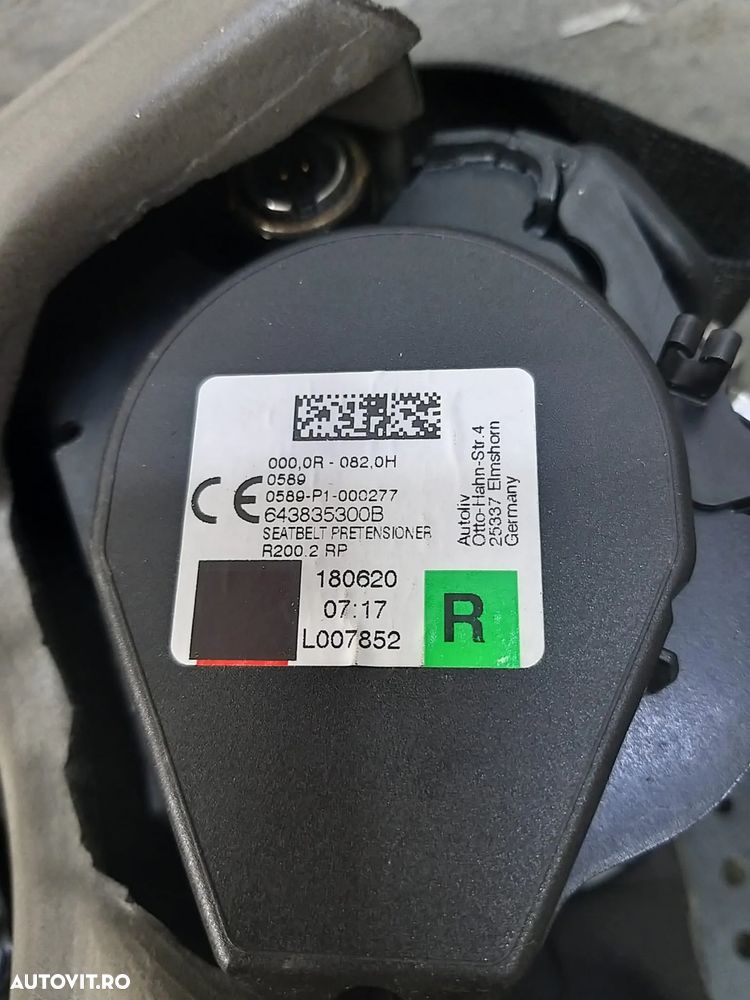 000,0R - 082,0H
0589
0589-P1-000277
CE
643835300B
SEATBELT PRETENSIONER
R200.2 RP
180620
07:17
L007852
R
Autoliv
Otto-Hahn-Str.4
25337 Elmshorn
Germany
AUTOVIT.RO